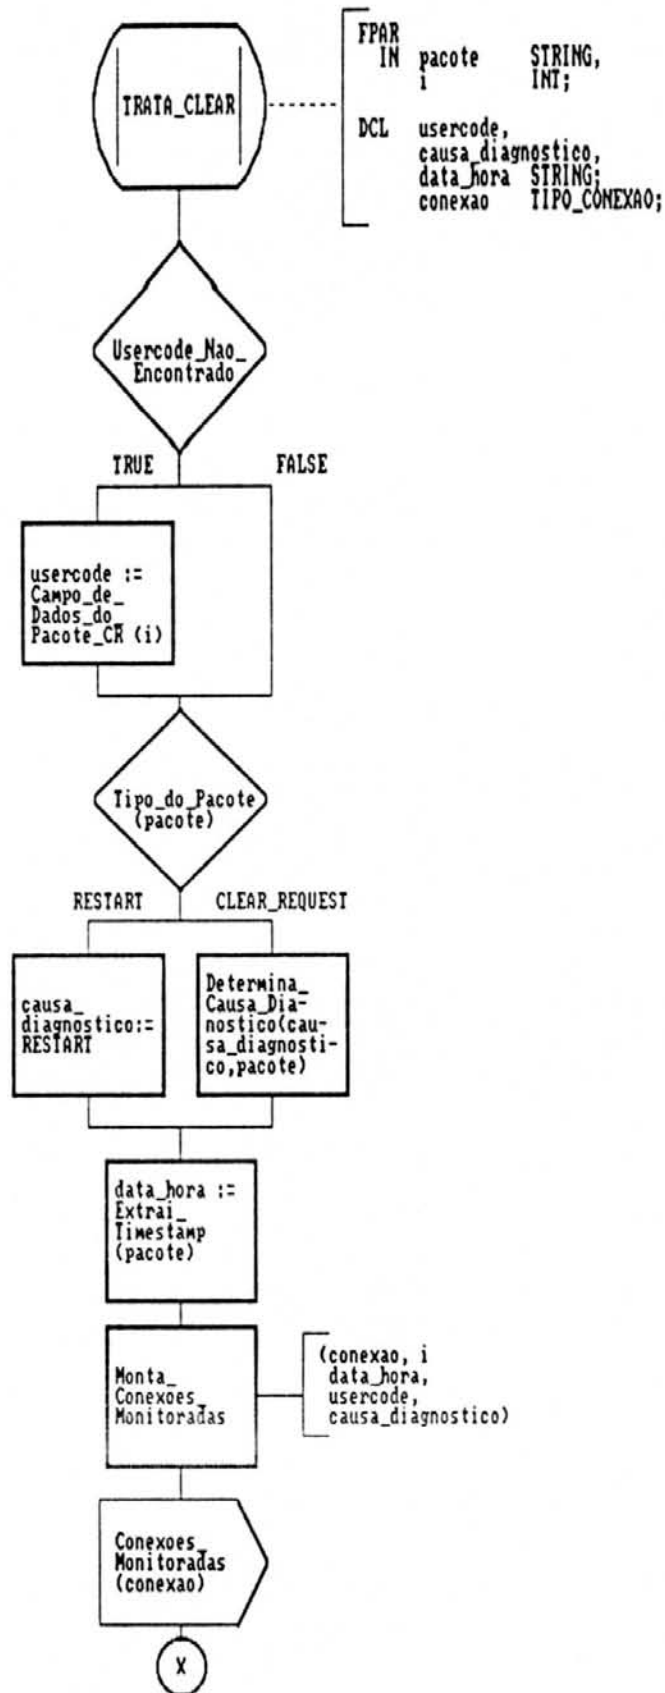 TRATA_CLEAR
FPAR
IN pacote STRING,
i INT;
DCL usercode,
causa_diagnostico,
data_hora STRING;
conexao TIPO_CONEXAO;
Usercode_Nao_
Encontrado
TRUE FALSE
usercode :=
Campo_de_
Dados_do_
Pacote_CR (i)
Tipo_do_Pacote
(pacote)
RESTART CLEAR_REQUEST
causa_
diagnostico:=
RESTART
Determina_
Causa_Dia-
nostico(cau-
sa_diagnosti-
co,pacote)
data_hora :=
Extrai_
Timestamp
(pacote)
Monta_
Conexoes_
Monitoradas
(conexao, i
data_hora,
usercode,
causa_diagnostico)
Conexoes_
Monitoradas
(conexao)
X